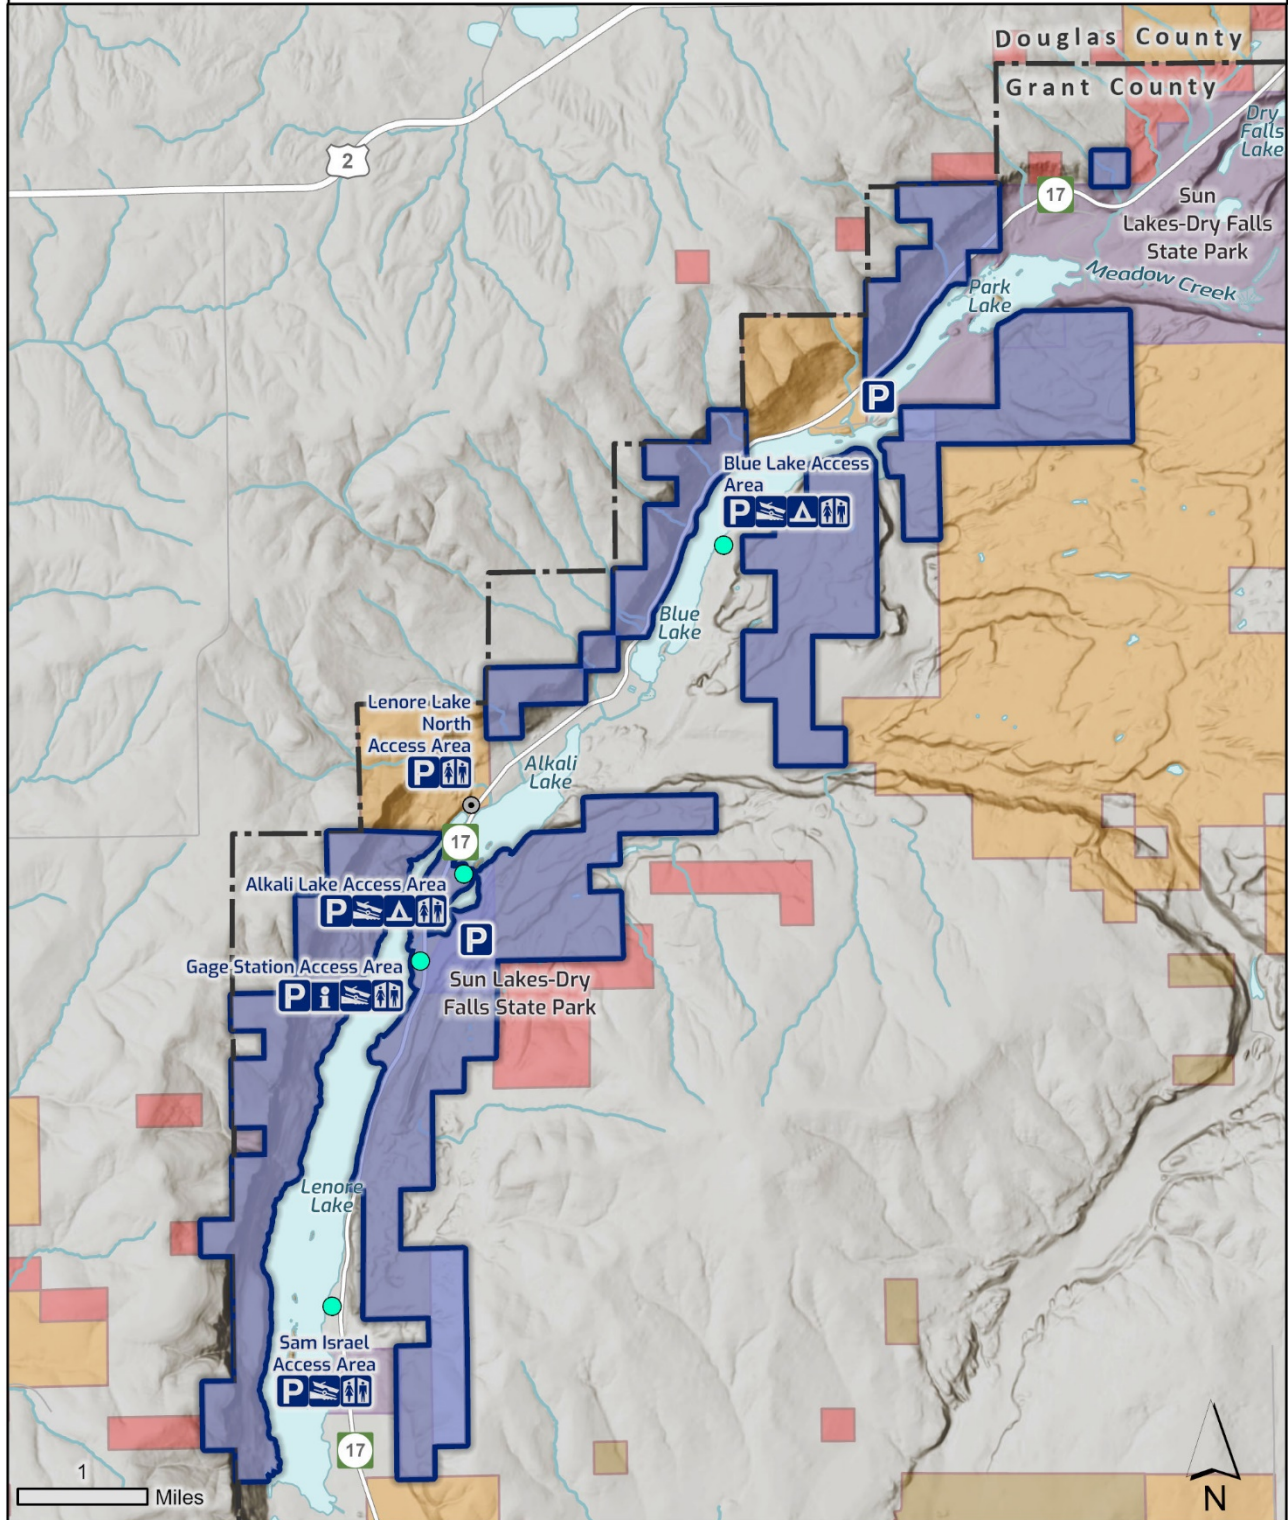 Douglas County
Grant County
Dry
Falls
Lake
2
17
Sun
Lakes-Dry Falls
State Park
Park
Lake
Meadow Creek
P
Blue Lake Access
Area
P
Blue
Lake
Lenore Lake
North
Access Area
P
Alkali
Lake
17
Alkali Lake Access Area
P
P
Gage Station Access Area
P i
Sun Lakes-Dry
Falls State Park
Lenore
Lake
Sam Israel
Access Area
P
17
1
Miles
N